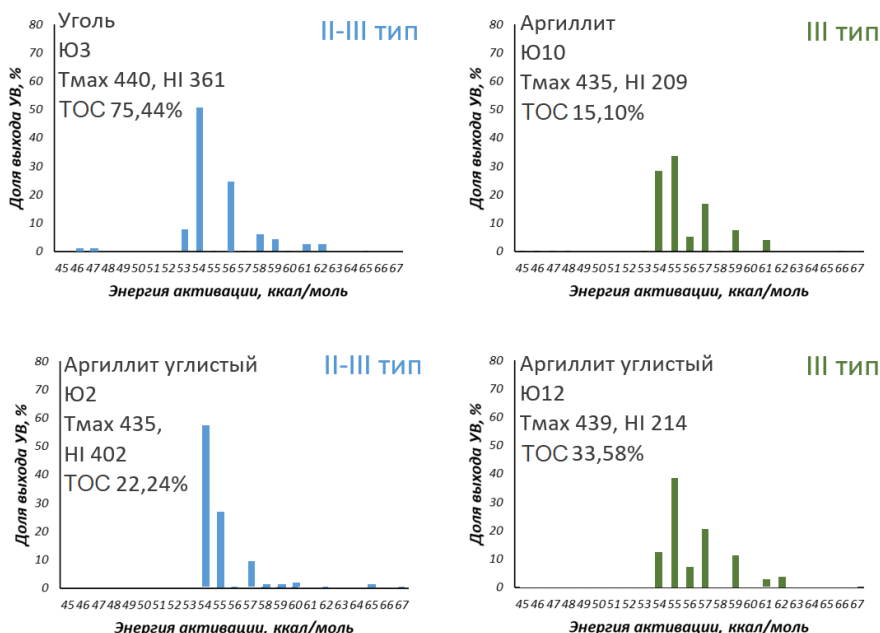 Уголь
Ю3
Тмах 440, HI 361
ТОС 75,44%
II-III тип
Доля выхода УВ, %
80
70
60
50
40
30
20
10
0
45 46 47 48 49 50 51 52 53 54 55 56 58 59 60 61 62 63 64 65 66 67
Энергия активации, ккал/моль
Аргиллит
Ю10
Тмах 435, HI 209
ТОС 15,10%
III тип
Доля выхода УВ, %
80
70
60
50
40
30
20
10
0
45 46 47 48 49 50 51 52 53 54 55 56 57 58 59 60 61 62 63 64 65 66 67
Энергия активации, ккал/моль
Аргиллит углистый
Ю2
Тмах 435,
HI 402
ТОС 22,24%
II-III тип
Доля выхода УВ, %
80
70
60
50
40
30
20
10
0
45 46 47 48 49 50 51 52 53 54 55 56 57 58 59 60 61 62 63 64 65 66 67
Энергия активации, ккал/моль
Аргиллит углистый
Ю12
Тмах 439, HI 214
ТОС 33,58%
III тип
Доля выхода УВ, %
80
70
60
50
40
30
20
10
0
45 46 47 48 49 50 51 52 53 54 55 56 57 58 59 60 61 62 63 64 65 66 67
Энергия активации, ккал/моль